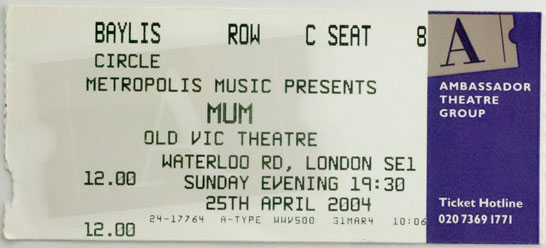 BAYLIS ROW C SEAT 8
CIRCLE
METROPOLIS MUSIC PRESENTS
MUM
OLD VIC THEATRE
WATERLOO RD, LONDON SE1
12.00 SUNDAY EVENING 19:30
25TH APRIL 2004
24-17764 A-TYPE WWV500 31MAR4 10:06
12.00
A
AMBASSADOR
THEATRE
GROUP
Ticket Hotline
020 7369 1771